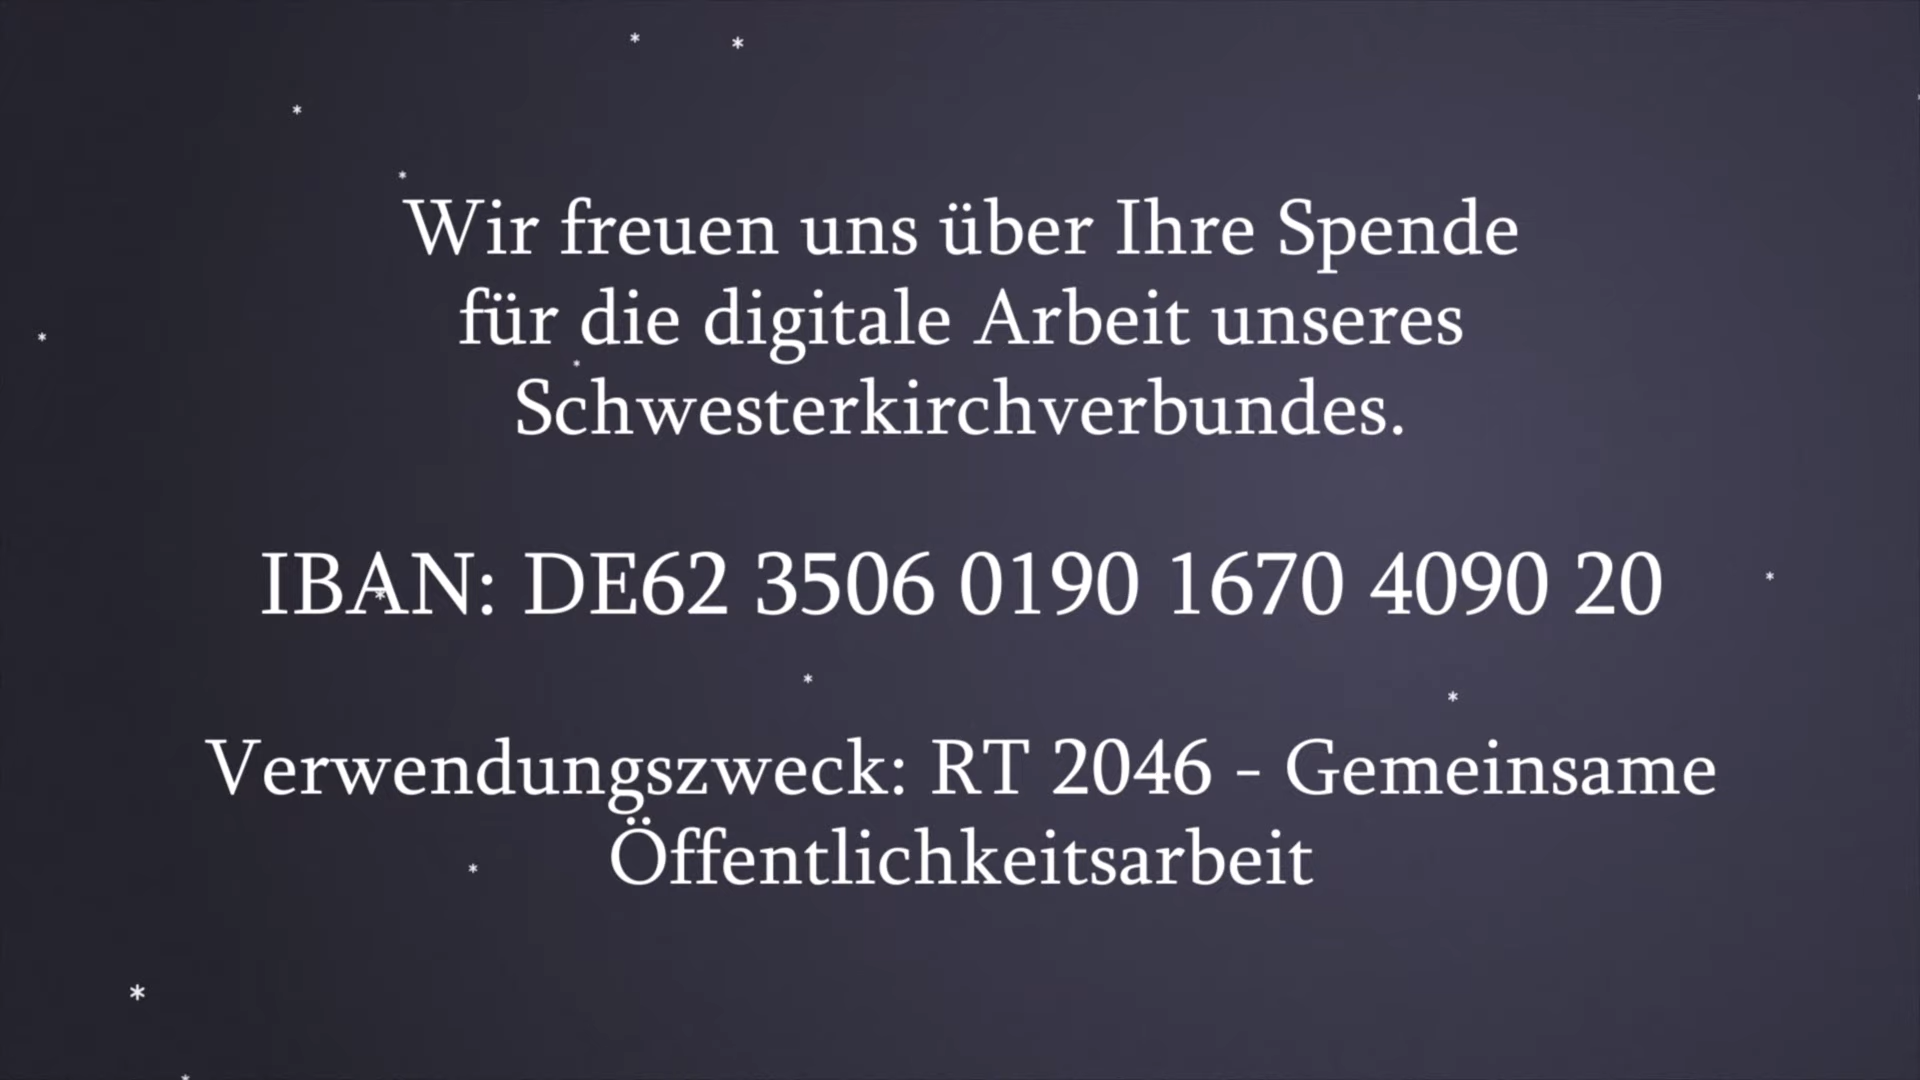 Wir freuen uns über Ihre Spende
für die digitale Arbeit unseres
Schwesterkirchverbundes.
IBAN: DE62 3506 0190 1670 4090 20
Verwendungszweck: RT 2046 - Gemeinsame
Öffentlichkeitsarbeit